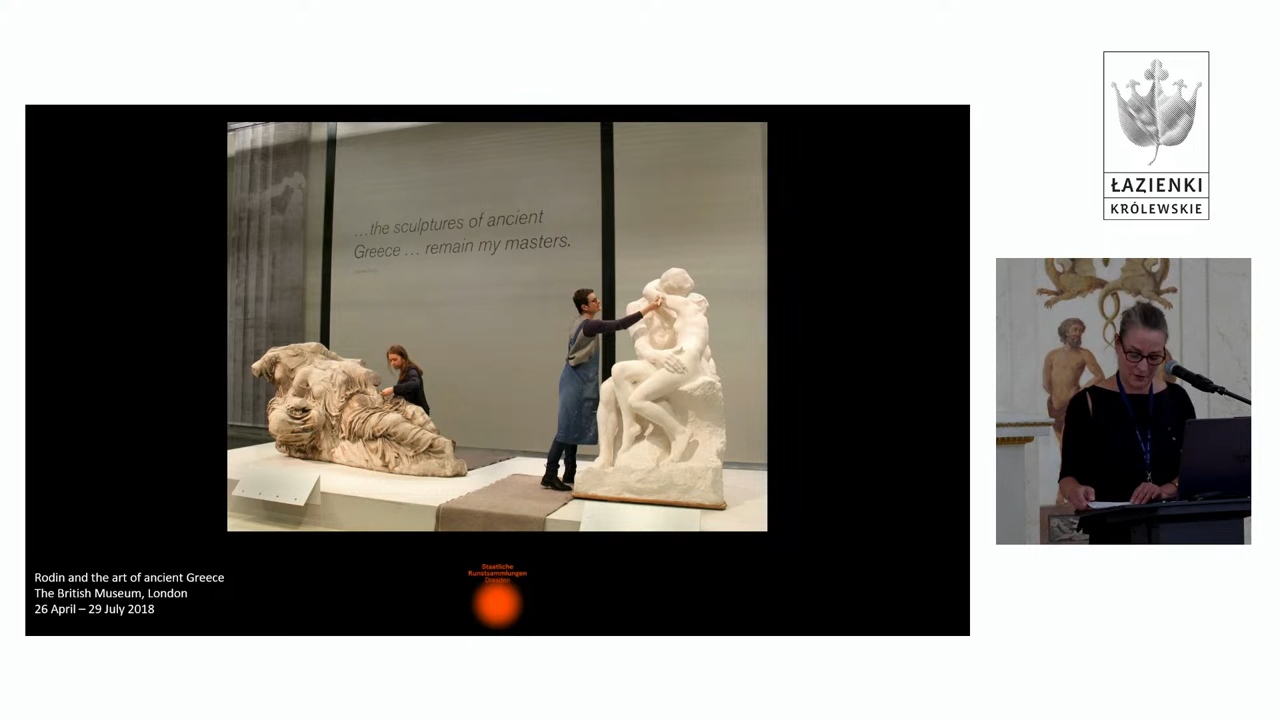 …the sculptures of ancient
Greece … remain my masters.
Rodin and the art of ancient Greece
The British Museum, London
26 April – 29 July 2018
Staatliche
Kunstsammlungen
Dresden
ŁAZIENKI
KRÓLEWSKIE